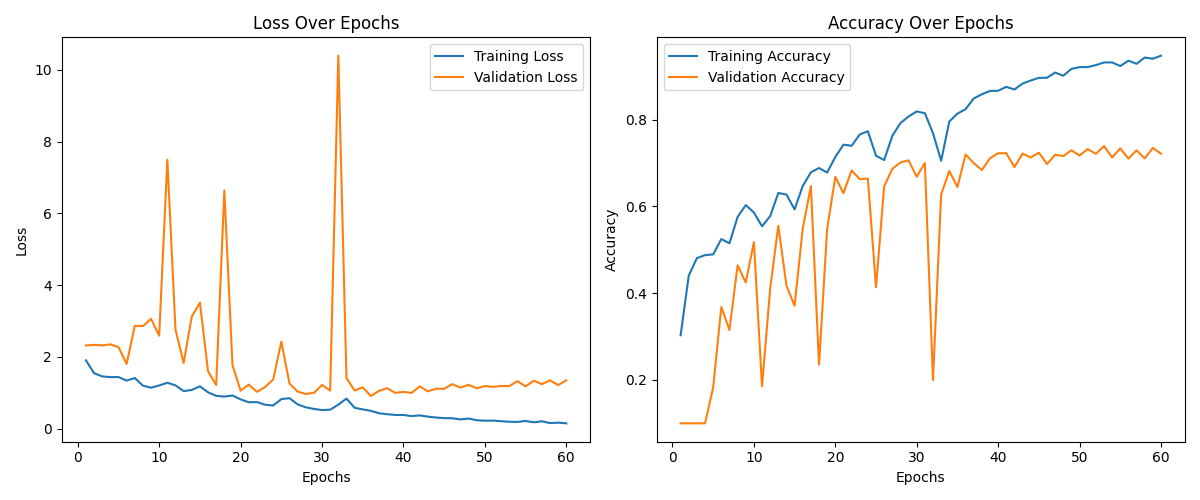 Loss Over Epochs
Training Loss
Validation Loss
10
8
6
4
2
0
Loss
0 10 20 30 40 50 60
Epochs
Accuracy Over Epochs
Training Accuracy
Validation Accuracy
0.8
0.6
0.4
0.2
Accuracy
0 10 20 30 40 50 60
Epochs